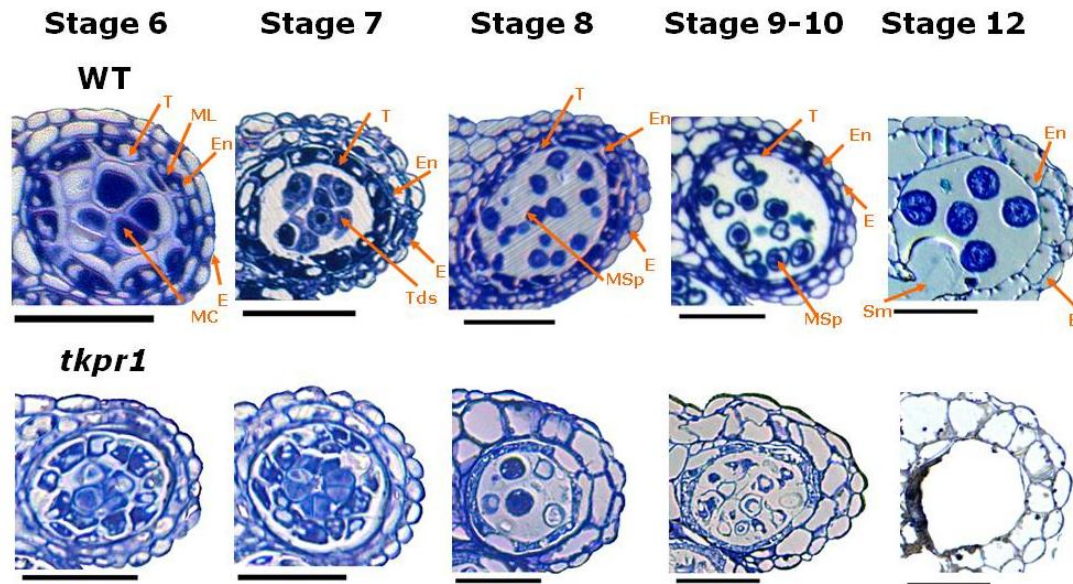 Stage 6 Stage 7 Stage 8 Stage 9-10 Stage 12
WT
T ML En E MC
T En E Tds
T En E MSp
T En E MSp
En E Sm
tkpr1